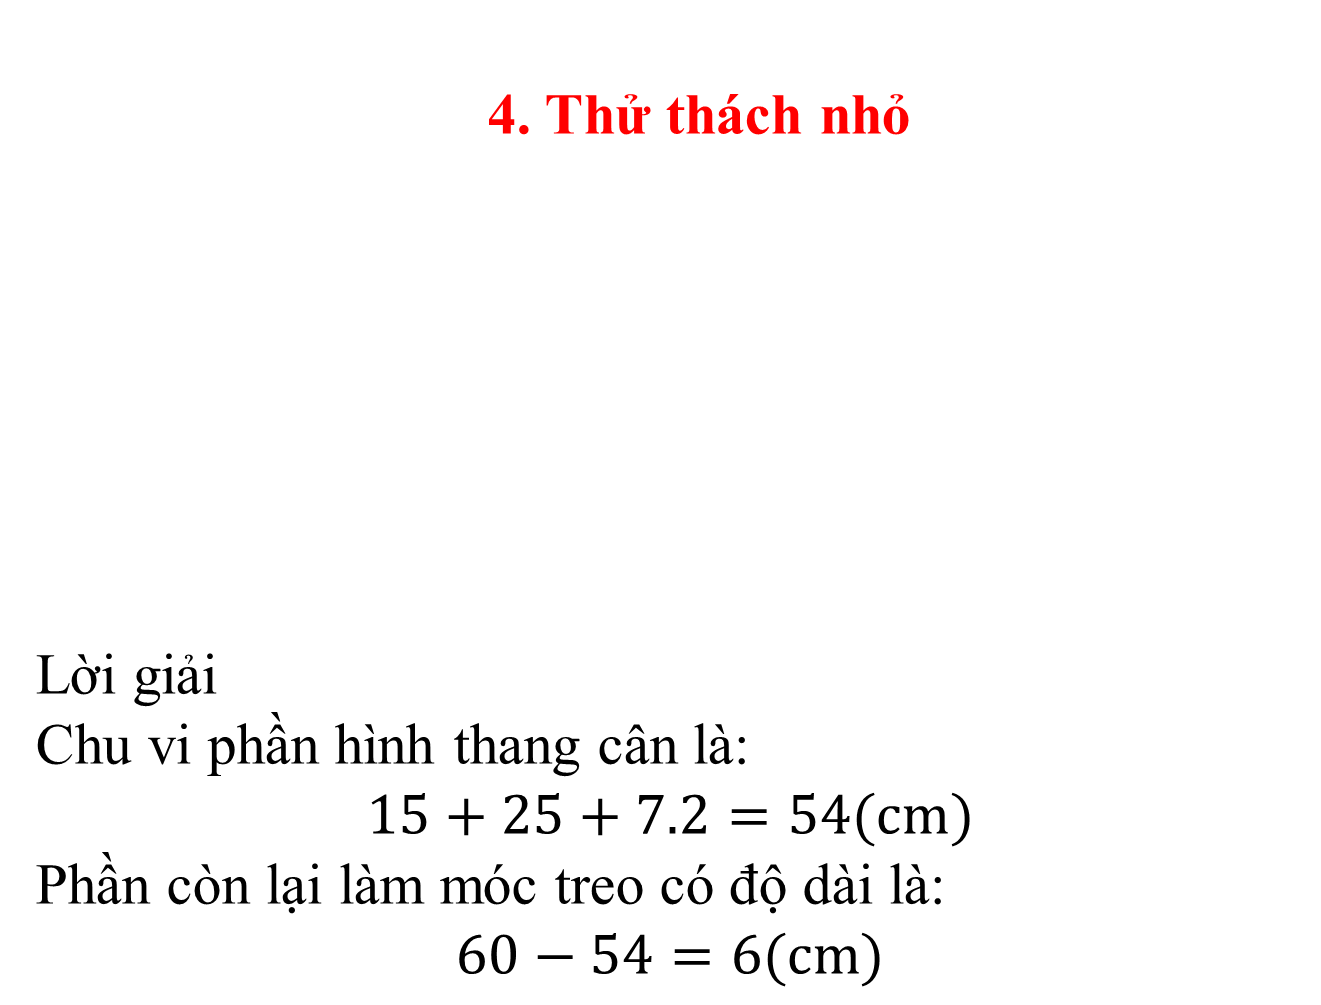 4. Thử thách nhỏ
Lời giải
Chu vi phần hình thang cân là:
15 + 25 + 7.2 = 54(cm)
Phần còn lại làm móc treo có độ dài là:
60 − 54 = 6(cm)